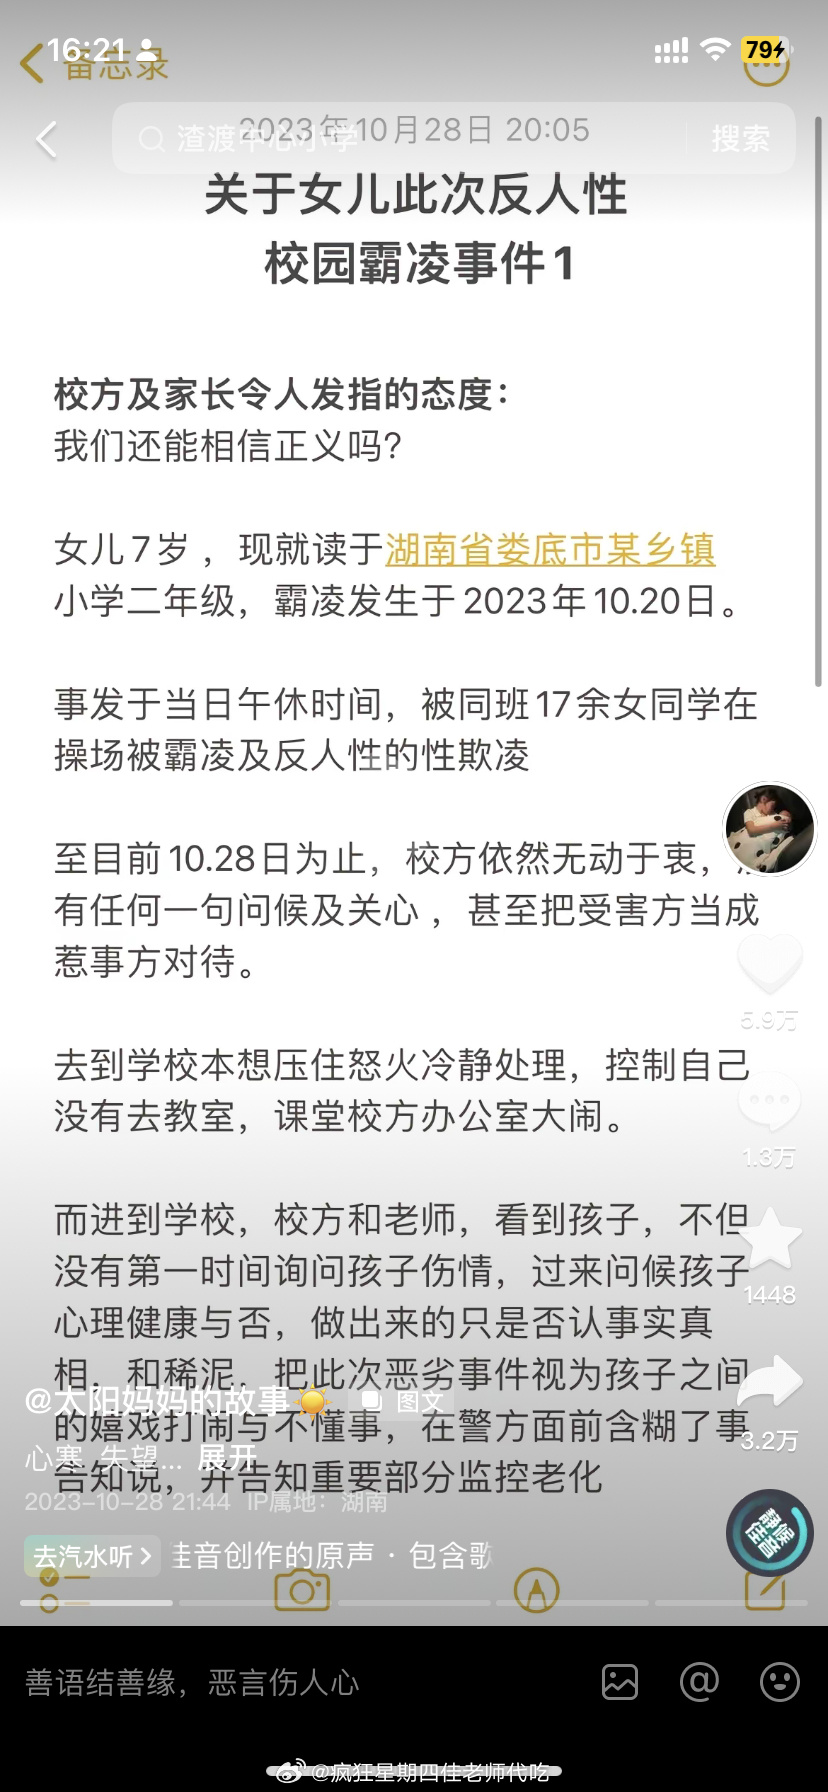 16:21
79
备忘录
2023年10月28日 20:05
渣渡中心小学
搜索
关于女儿此次反人性
校园霸凌事件1
校方及家长令人发指的态度：
我们还能相信正义吗？
女儿7岁，现就读于湖南省娄底市某乡镇
小学二年级，霸凌发生于2023年10.20日。
事发于当日午休时间，被同班17余女同学在
操场被霸凌及反人性的性欺凌
至目前10.28日为止，校方依然无动于衷，
有任何一句问候及关心，甚至把受害方当成
惹事方对待。
去到学校本想压住怒火冷静处理，控制自己
没有去教室，课堂校方办公室大闹。
而进到学校，校方和老师，看到孩子，不但
没有第一时间询问孩子伤情，过来问候孩子
心理健康与否，做出来的只是否认事实真
相，和稀泥，把此次恶劣事件视为孩子之间
的嬉戏打闹与不懂事，在警方面前含糊了事
告知说，并告知重要部分监控老化
5.9万
1.3万
1448
3.2万
@太阳妈妈的故事☀️ 图文
心寒 失望... 展开
2023-10-28 21:44 IP属地：湖南
去汽水听 >
佳音创作的原声 · 包含歌
静候佳音
善语结善缘，恶言伤人心
@疯狂星期四佳老师代吃